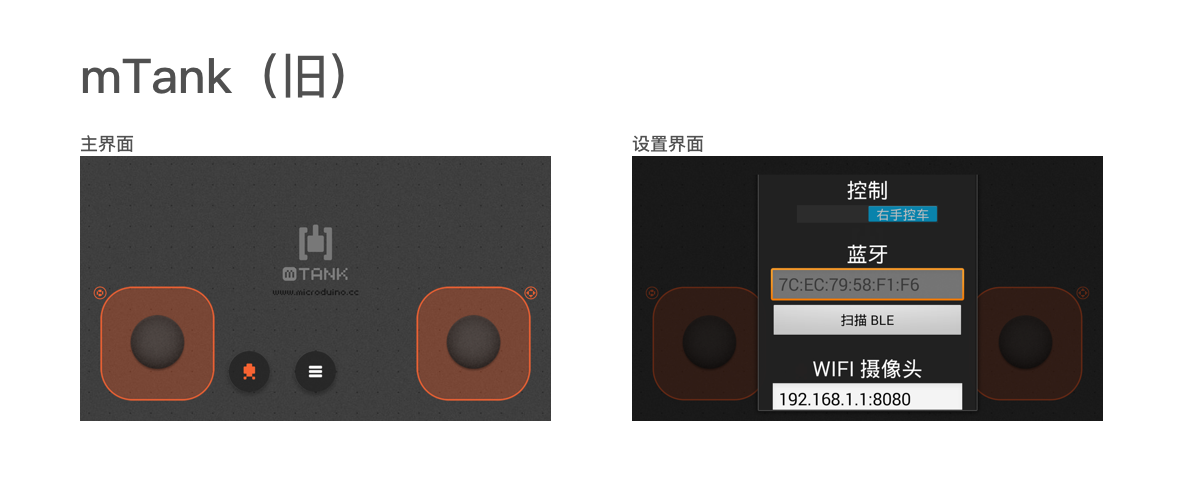 mTank（旧）
主界面
mTANK
www.microduino.cc
设置界面
控制
右手控车
蓝牙
7C:EC:79:58:F1:F6
扫描 BLE
WIFI 摄像头
192.168.1.1:8080